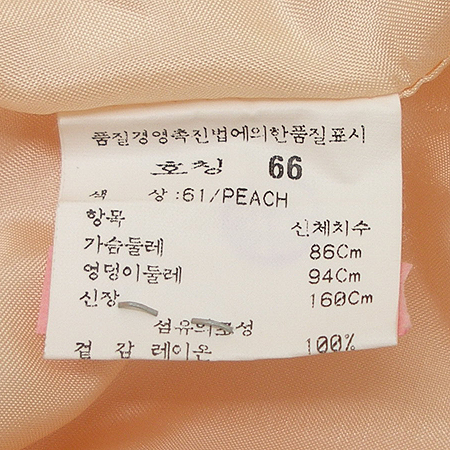 품질경영촉진법에의한품질표시
호칭 66
색 상 : 61/PEACH
항목 신체치수
가슴둘레 86Cm
엉덩이둘레 94Cm
신장 160Cm
섬유의조성
겉 감 레이온 100%